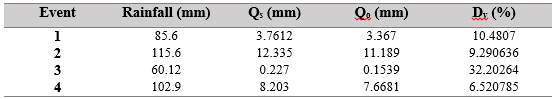 Event Rainfall (mm) Qs (mm) Qo (mm) Dv (%)
1 85.6 3.7612 3.367 10.4807
2 115.6 12.335 11.189 9.290636
3 60.12 0.227 0.1539 32.20264
4 102.9 8.203 7.6681 6.520785